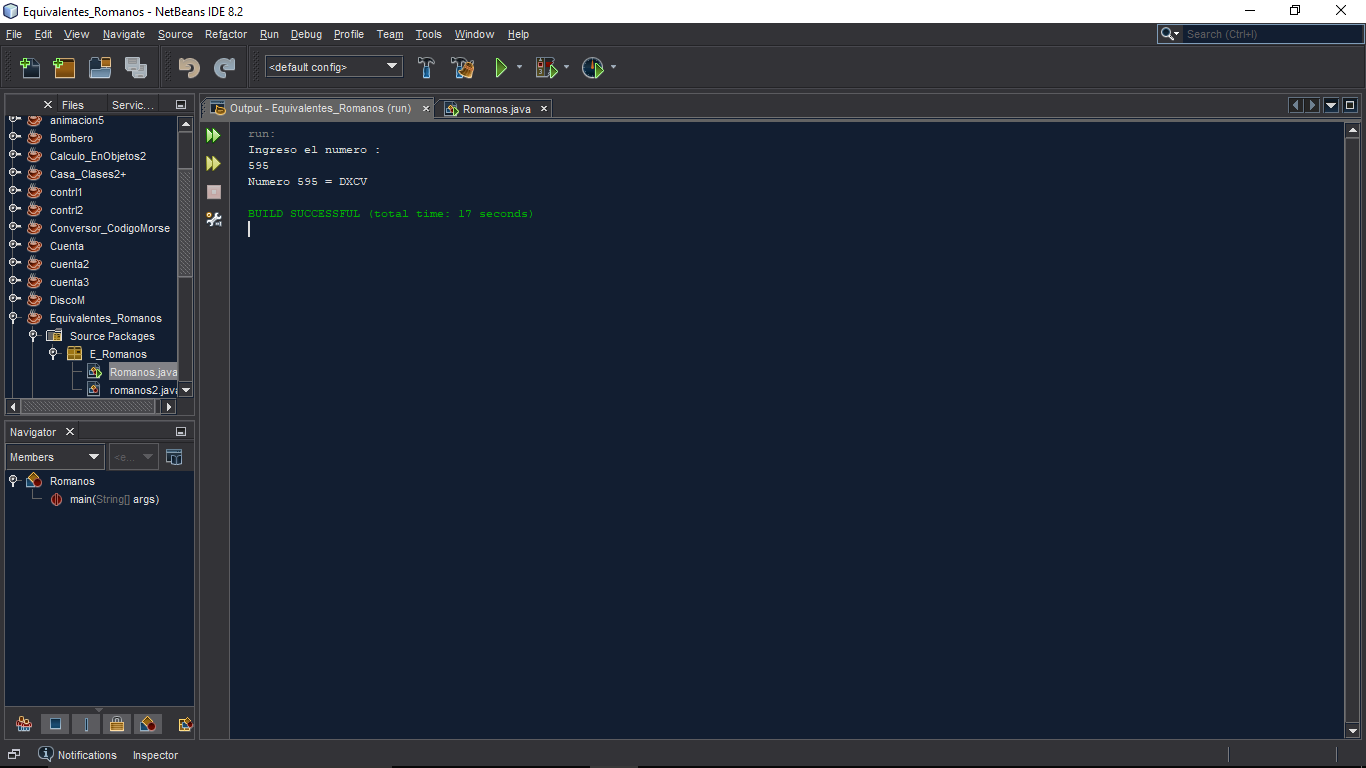 Equivalentes_Romanos - NetBeans IDE 8.2
File Edit View Navigate Source Refactor Run Debug Profile Team Tools Window Help
Search (Ctrl+I)
<default config>
Files Servic...
Output - Equivalentes_Romanos (run) Romanos.java
animacion5
Bombero
Calculo_EnObjetos2
Casa_Clases2+
contrl1
contrl2
Conversor_CodigoMorse
Cuenta
cuenta2
cuenta3
DiscoM
Equivalentes_Romanos
Source Packages
E_Romanos
Romanos.java
romanos2.java
run:
Ingreso el numero :
595
Numero 595 = DXCV
BUILD SUCCESSFUL (total time: 17 seconds)
Navigator
Members <e...
Romanos
main(String[] args)
Notifications Inspector